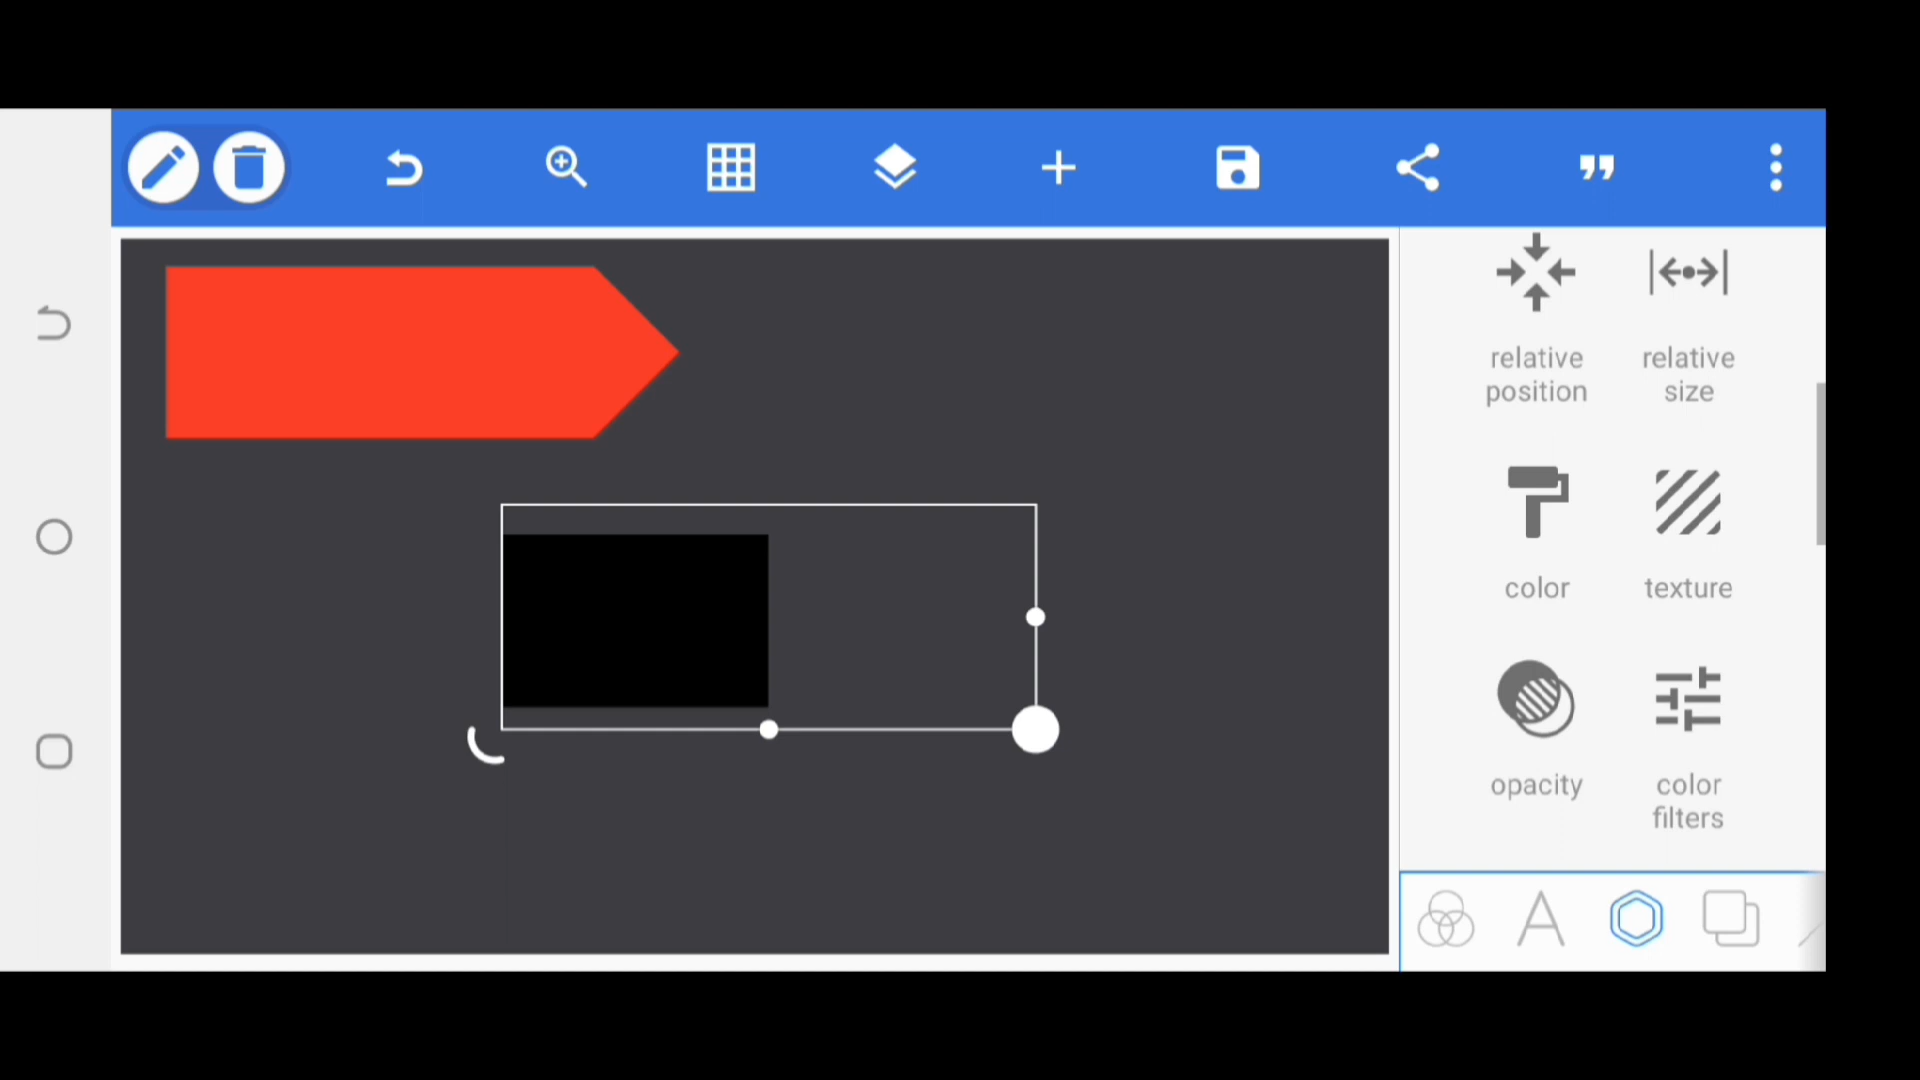 relative
position
relative
size
color
texture
opacity
color
filters